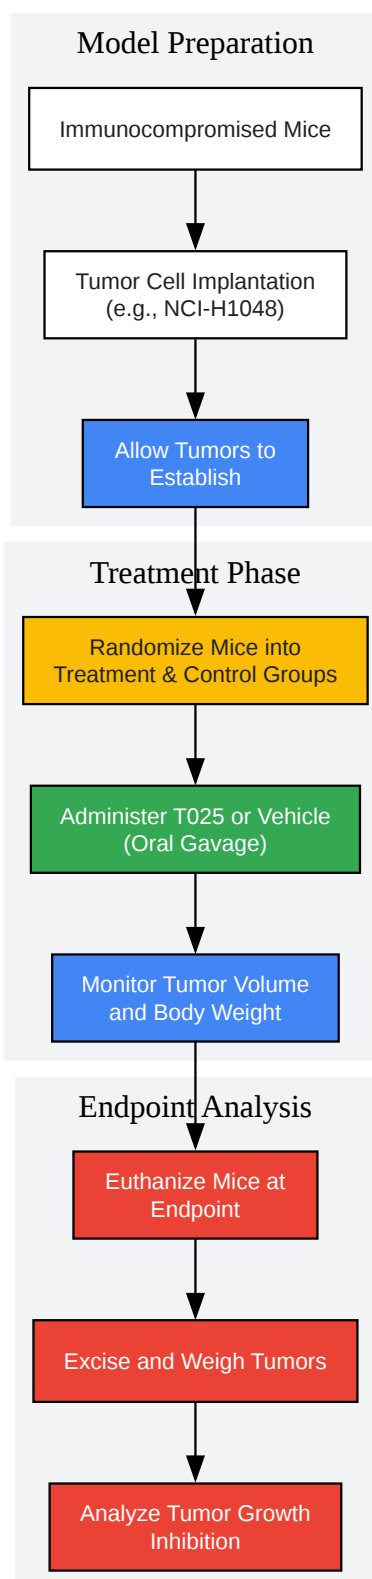 Model Preparation
Immunocompromised Mice
Tumor Cell Implantation
(e.g., NCI-H1048)
Allow Tumors to
Establish
Treatment Phase
Randomize Mice into
Treatment & Control Groups
Administer T025 or Vehicle
(Oral Gavage)
Monitor Tumor Volume
and Body Weight
Endpoint Analysis
Euthanize Mice at
Endpoint
Excise and Weigh Tumors
Analyze Tumor Growth
Inhibition